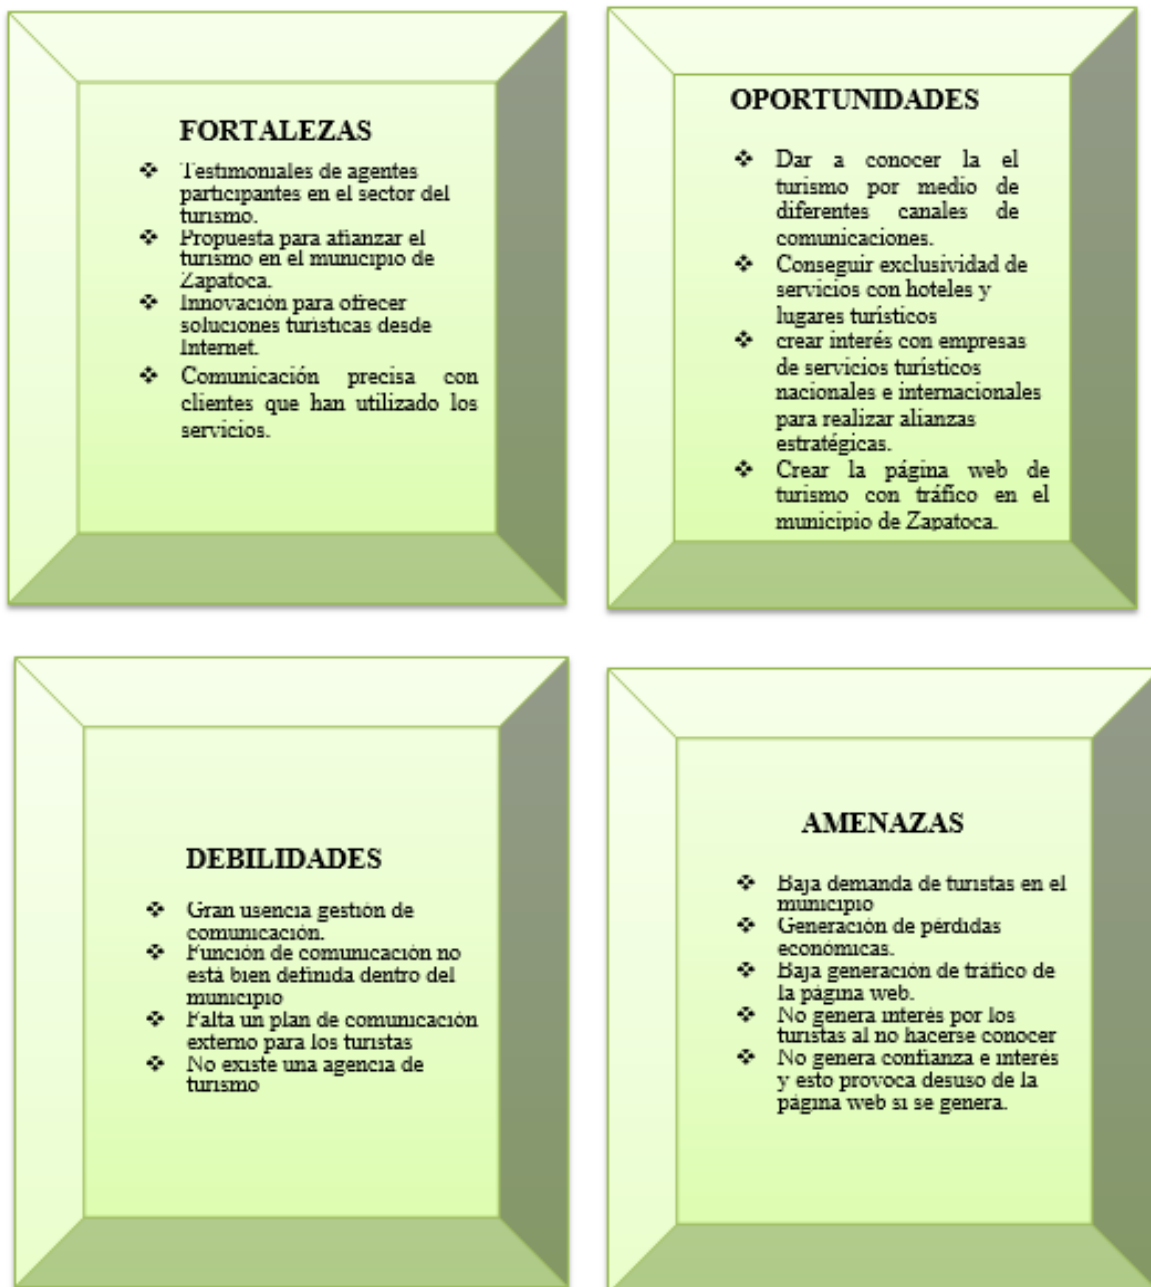 FORTALEZAS
❖ Testimoniales de agentes
participantes en el sector del
turismo.
❖ Propuesta para afianzar el
turismo en el municipio de
Zapatoca.
❖ Innovación para ofrecer
soluciones turísticas desde
Internet.
❖ Comunicación precisa con
clientes que han utilizado los
servicios.
OPORTUNIDADES
❖ Dar a conocer la el
turismo por medio de
diferentes canales de
comunicaciones.
❖ Conseguir exclusividad de
servicios con hoteles y
lugares turísticos
❖ crear interés con empresas
de servicios turísticos
nacionales e internacionales
para realizar alianzas
estratégicas.
❖ Crear la página web de
turismo con tráfico en el
municipio de Zapatoca.
DEBILIDADES
❖ Gran usencia gestión de
comunicación.
❖ Función de comunicación no
está bien definida dentro del
municipio
❖ Falta un plan de comunicación
externo para los turistas
❖ No existe una agencia de
turismo
AMENAZAS
❖ Baja demanda de turistas en el
municipio
❖ Generación de pérdidas
económicas.
❖ Baja generación de tráfico de
la página web.
❖ No genera interés por los
turistas al no hacerse conocer
❖ No genera confianza e interés
y esto provoca desuso de la
página web si se genera.